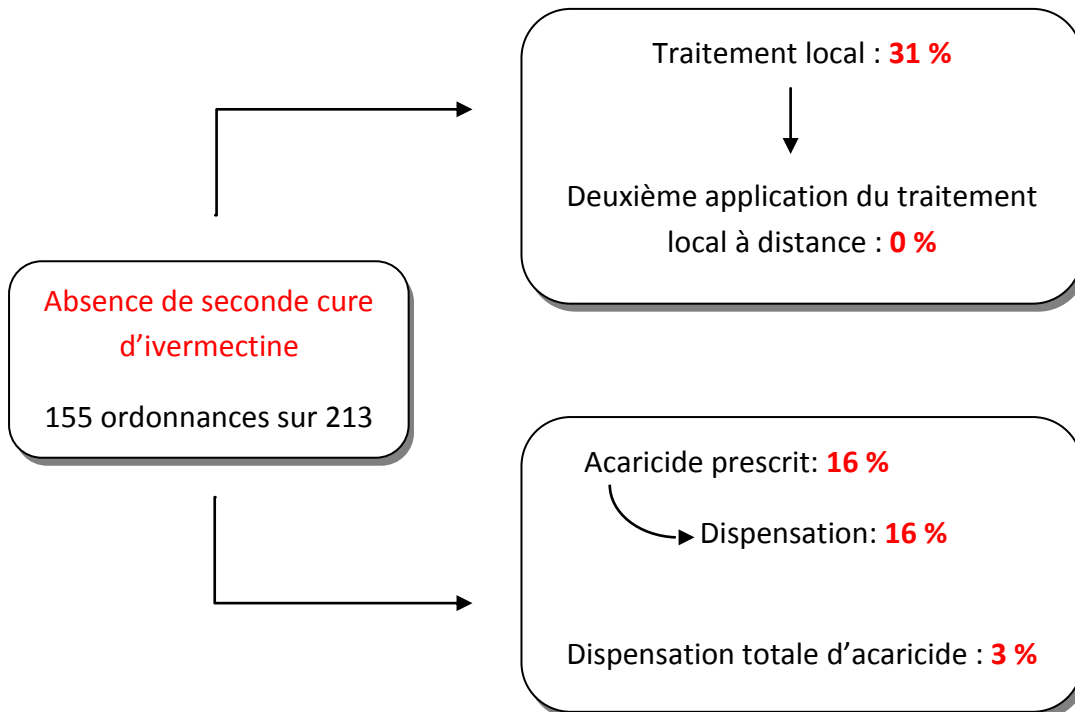 Traitement local : 31 %
Deuxième application du traitement
local à distance : 0 %
Absence de seconde cure
d’ivermectine
155 ordonnances sur 213
Acaricide prescrit: 16 %
Dispensation: 16 %
Dispensation totale d’acaricide : 3 %